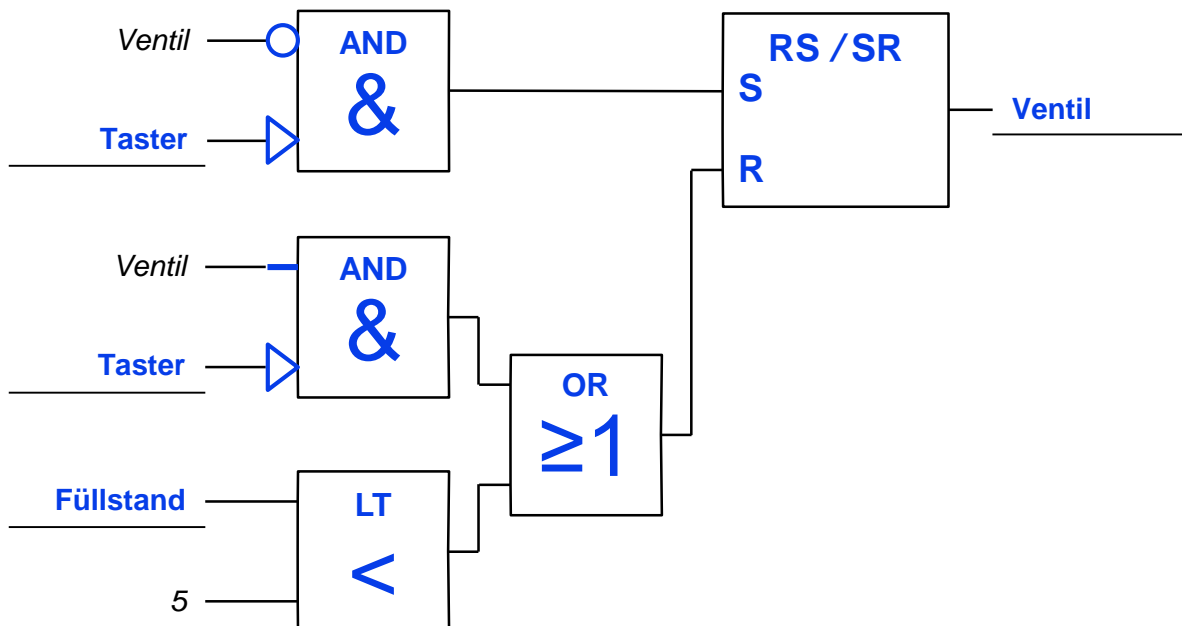 Ventil
AND
&
Taster
RS / SR
S
R
Ventil
Ventil
AND
&
Taster
OR
≥1
Füllstand
LT
<
5